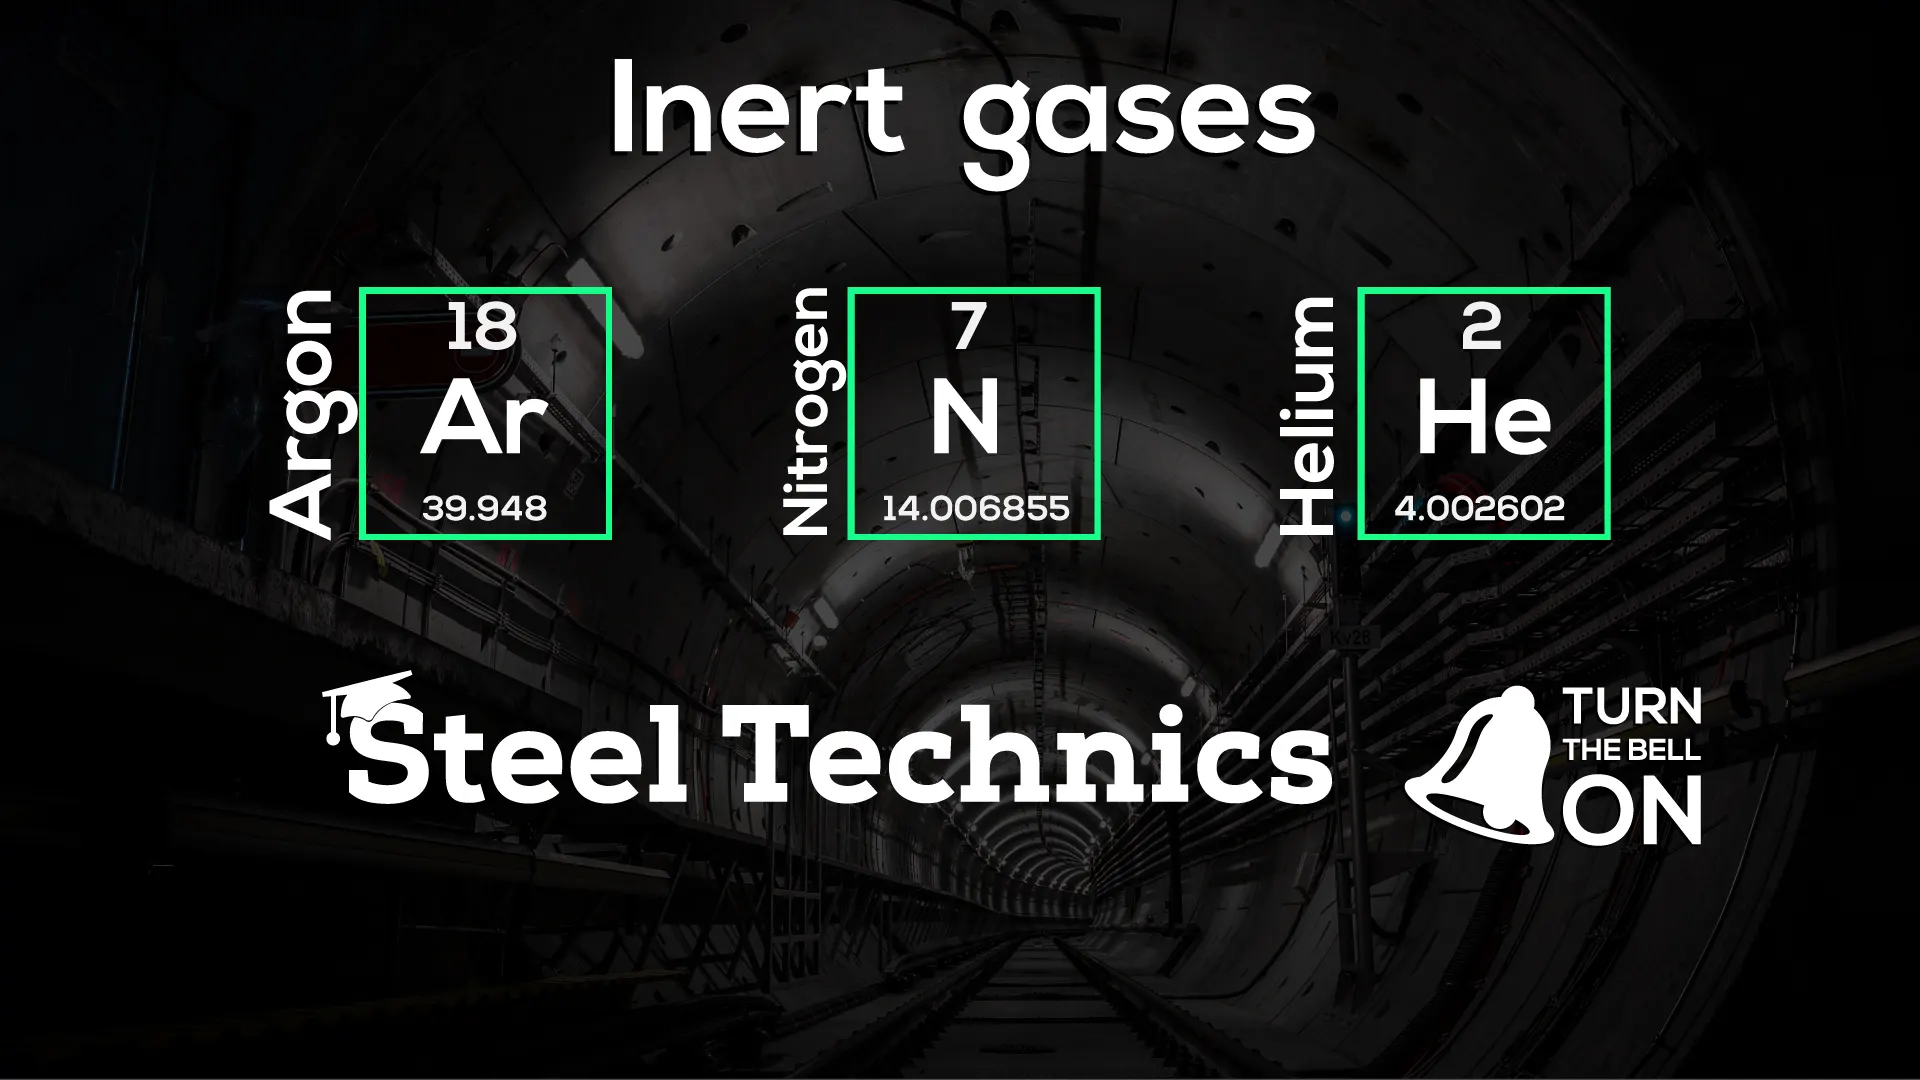 Inert gases
Argon
18
Ar
39.948
Nitrogen
7
N
14.006855
Helium
2
He
4.002602
Kv28
Steel Technics
TURN
THE BELL
ON